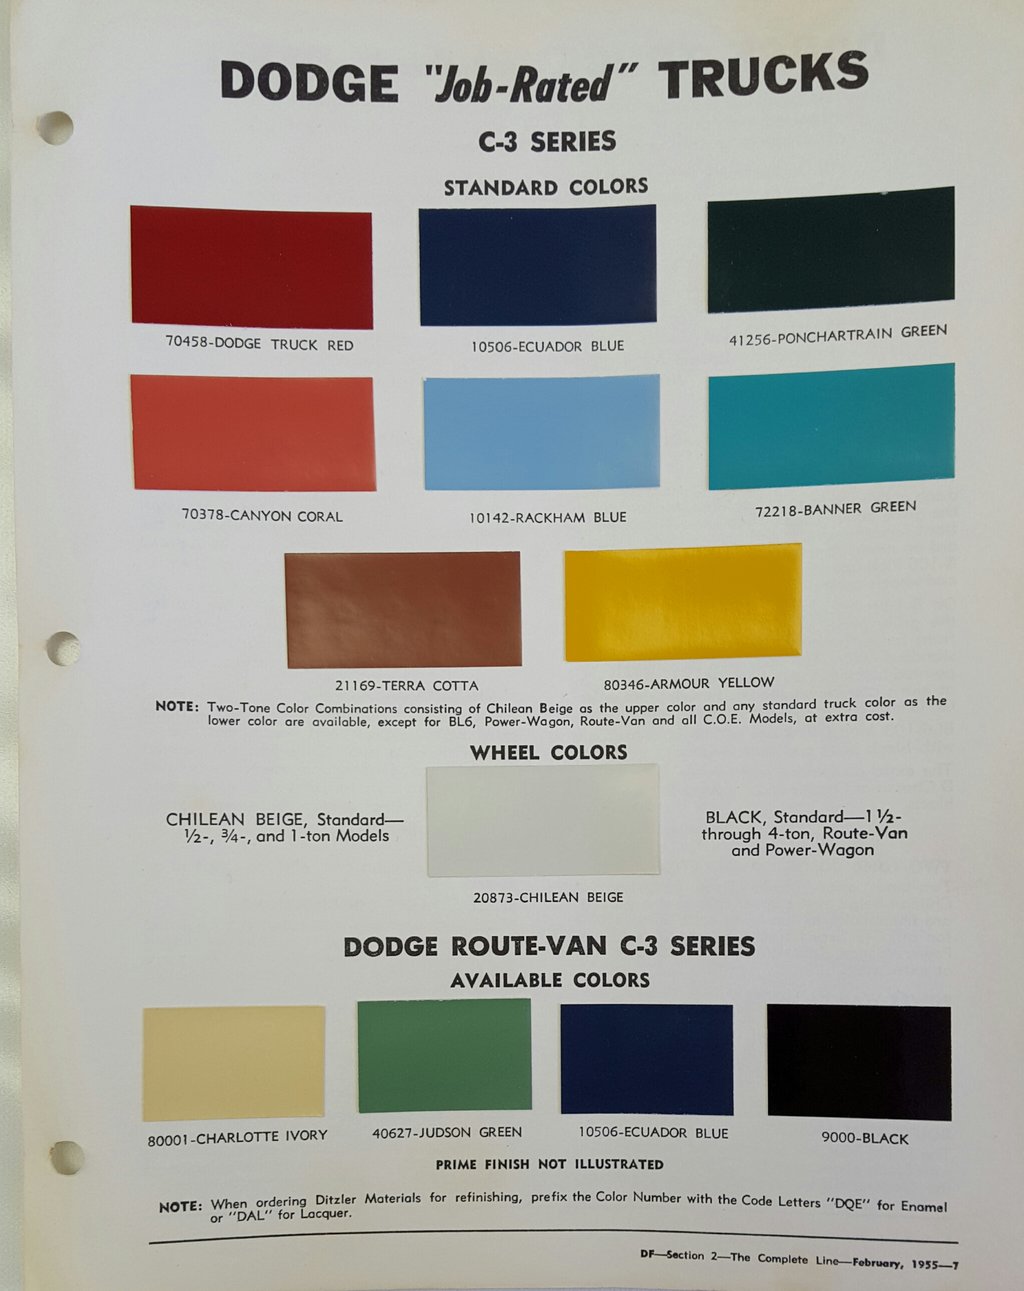 DODGE "Job-Rated" TRUCKS
C-3 SERIES
STANDARD COLORS
70458-DODGE TRUCK RED
10506-ECUADOR BLUE
41256-PONCHARTRAIN GREEN
70378-CANYON CORAL
10142-RACKHAM BLUE
72218-BANNER GREEN
21169-TERRA COTTA
80346-ARMOUR YELLOW
NOTE: Two-Tone Color Combinations consisting of Chilean Beige as the upper color and any standard truck color as the
lower color are available, except for BL6, Power-Wagon, Route-Van and all C.O.E. Models, at extra cost.
WHEEL COLORS
CHILEAN BEIGE, Standard—
½-, ¾-, and 1-ton Models
BLACK, Standard—1½-
through 4-ton, Route-Van
and Power-Wagon
20873-CHILEAN BEIGE
DODGE ROUTE-VAN C-3 SERIES
AVAILABLE COLORS
80001-CHARLOTTE IVORY
40627-JUDSON GREEN
10506-ECUADOR BLUE
9000-BLACK
PRIME FINISH NOT ILLUSTRATED
NOTE: When ordering Ditzler Materials for refinishing, prefix the Color Number with the Code Letters "DQE" for Enamel
or "DAL" for Lacquer.
DF—Section 2—The Complete Line—February, 1955—7